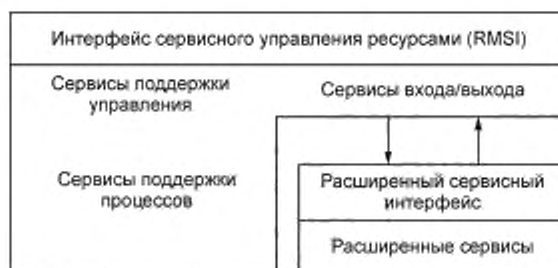 Интерфейс сервисного управления ресурсами (RMSI)
Сервисы поддержки
управления
Сервисы входа/выхода
Сервисы поддержки
процессов
Расширенный сервисный
интерфейс
Расширенные сервисы